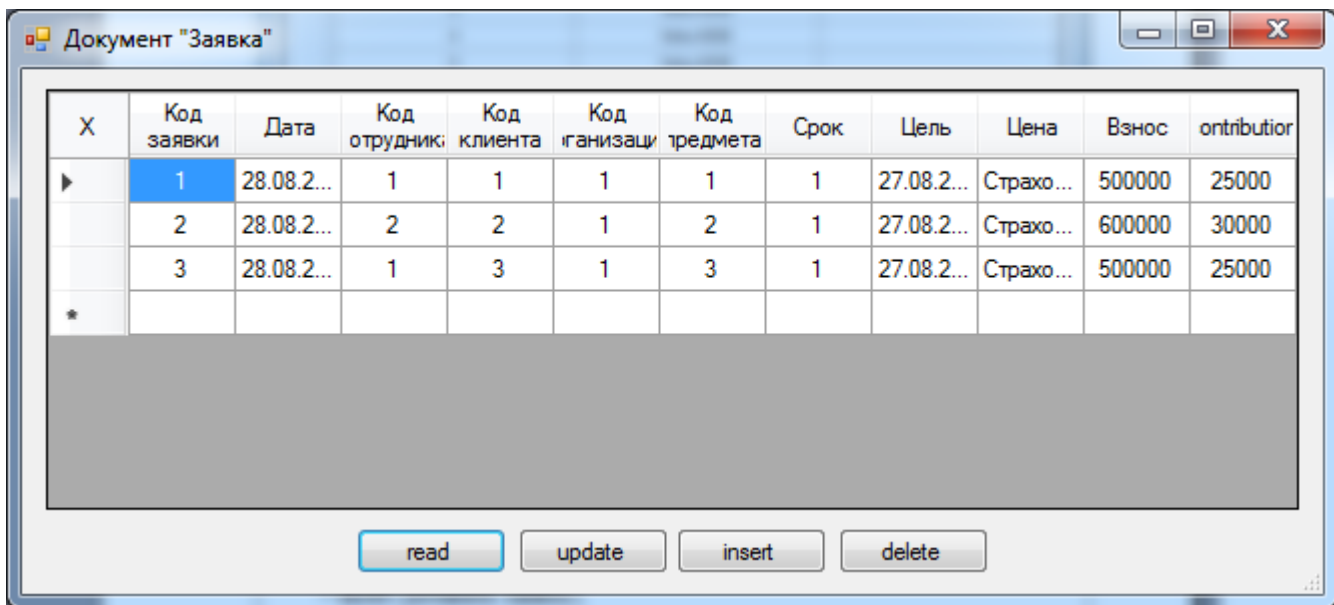 Документ "Заявка"
X Код заявки Дата Код отрудника Код клиента Код рганизаци Код предмета Срок Цель Цена Взнос ontribution
1 28.08.2... 1 1 1 1 1 27.08.2... Страхо... 500000 25000
2 28.08.2... 2 2 1 2 1 27.08.2... Страхо... 600000 30000
3 28.08.2... 1 3 1 3 1 27.08.2... Страхо... 500000 25000
*
read update insert delete